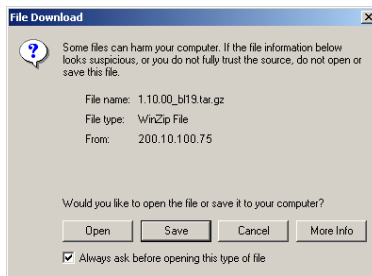 File Download
Some files can harm your computer. If the file information below
looks suspicious, or you do not fully trust the source, do not open or
save this file.
File name: 1.10.00_bl19.tar.gz
File type: WinZip File
From: 200.10.100.75
Would you like to open the file or save it to your computer?
Open Save Cancel More Info
Always ask before opening this type of file